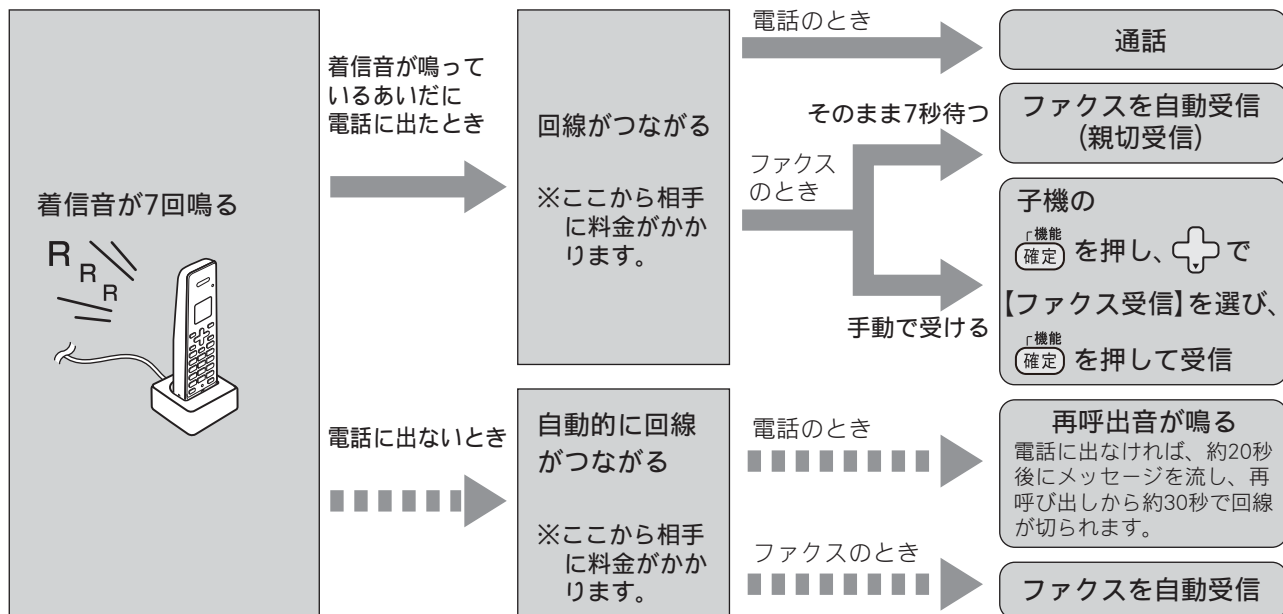 着信音が7回鳴る
R
R
R
着信音が鳴って
いるあいだに
電話に出たとき
回線がつながる
※ここから相手
に料金がかか
ります。
電話のとき
通話
ファクス
のとき
そのまま7秒待つ
ファクスを自動受信
(親切受信)
手動で受ける
子機の
機能
確定 を押し、 で
【ファクス受信】を選び、
機能
確定 を押して受信
電話に出ないとき
自動的に回線
がつながる
※ここから相手
に料金がかか
ります。
電話のとき
再呼出音が鳴る
電話に出なければ、約20秒
後にメッセージを流し、再
呼び出しから約30秒で回線
が切られます。
ファクスのとき
ファクスを自動受信